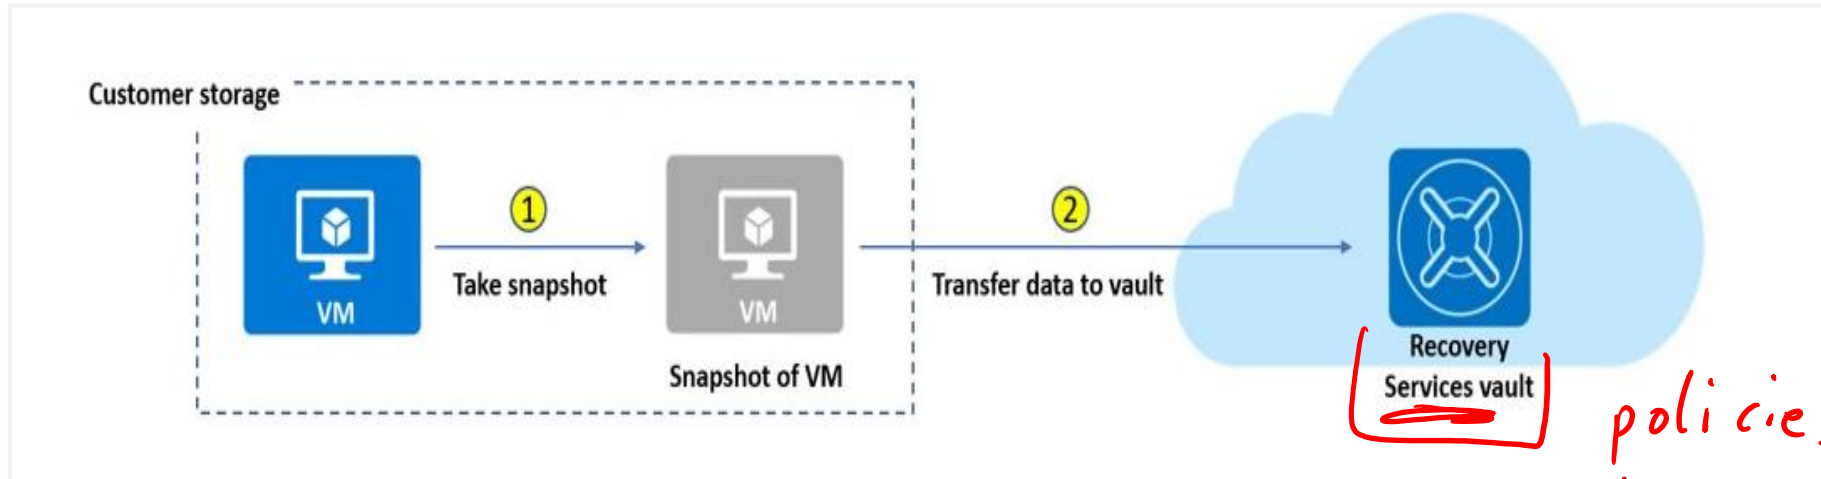 Customer storage
1
2
Take snapshot
Transfer data to vault
VM
VM
Snapshot of VM
Recovery
Services vault
policie